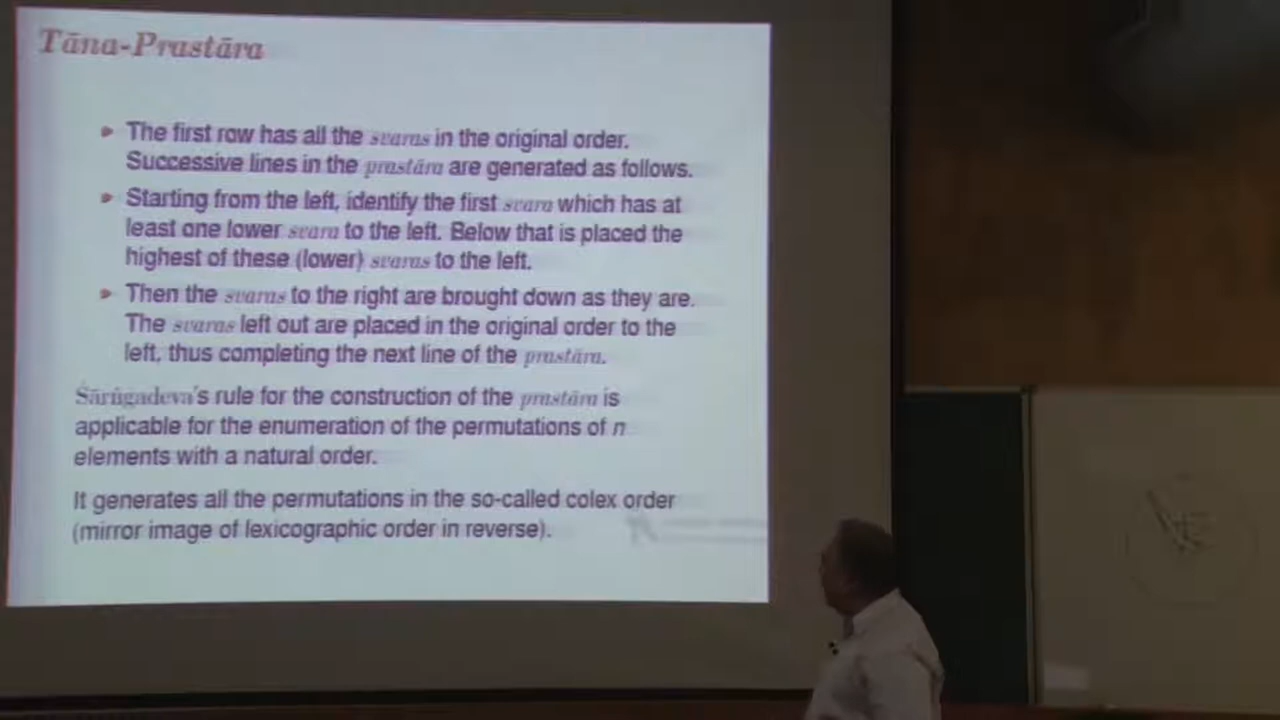 Tāna-Prastāra
The first row has all the svaras in the original order.
Successive lines in the prastāra are generated as follows.
Starting from the left, identify the first svara which has at
least one lower svara to the left. Below that is placed the
highest of these (lower) svaras to the left.
Then the svaras to the right are brought down as they are.
The svaras left out are placed in the original order to the
left, thus completing the next line of the prastāra.
Śārṅgadeva's rule for the construction of the prastāra is
applicable for the enumeration of the permutations of n
elements with a natural order.
It generates all the permutations in the so-called colex order
(mirror image of lexicographic order in reverse).